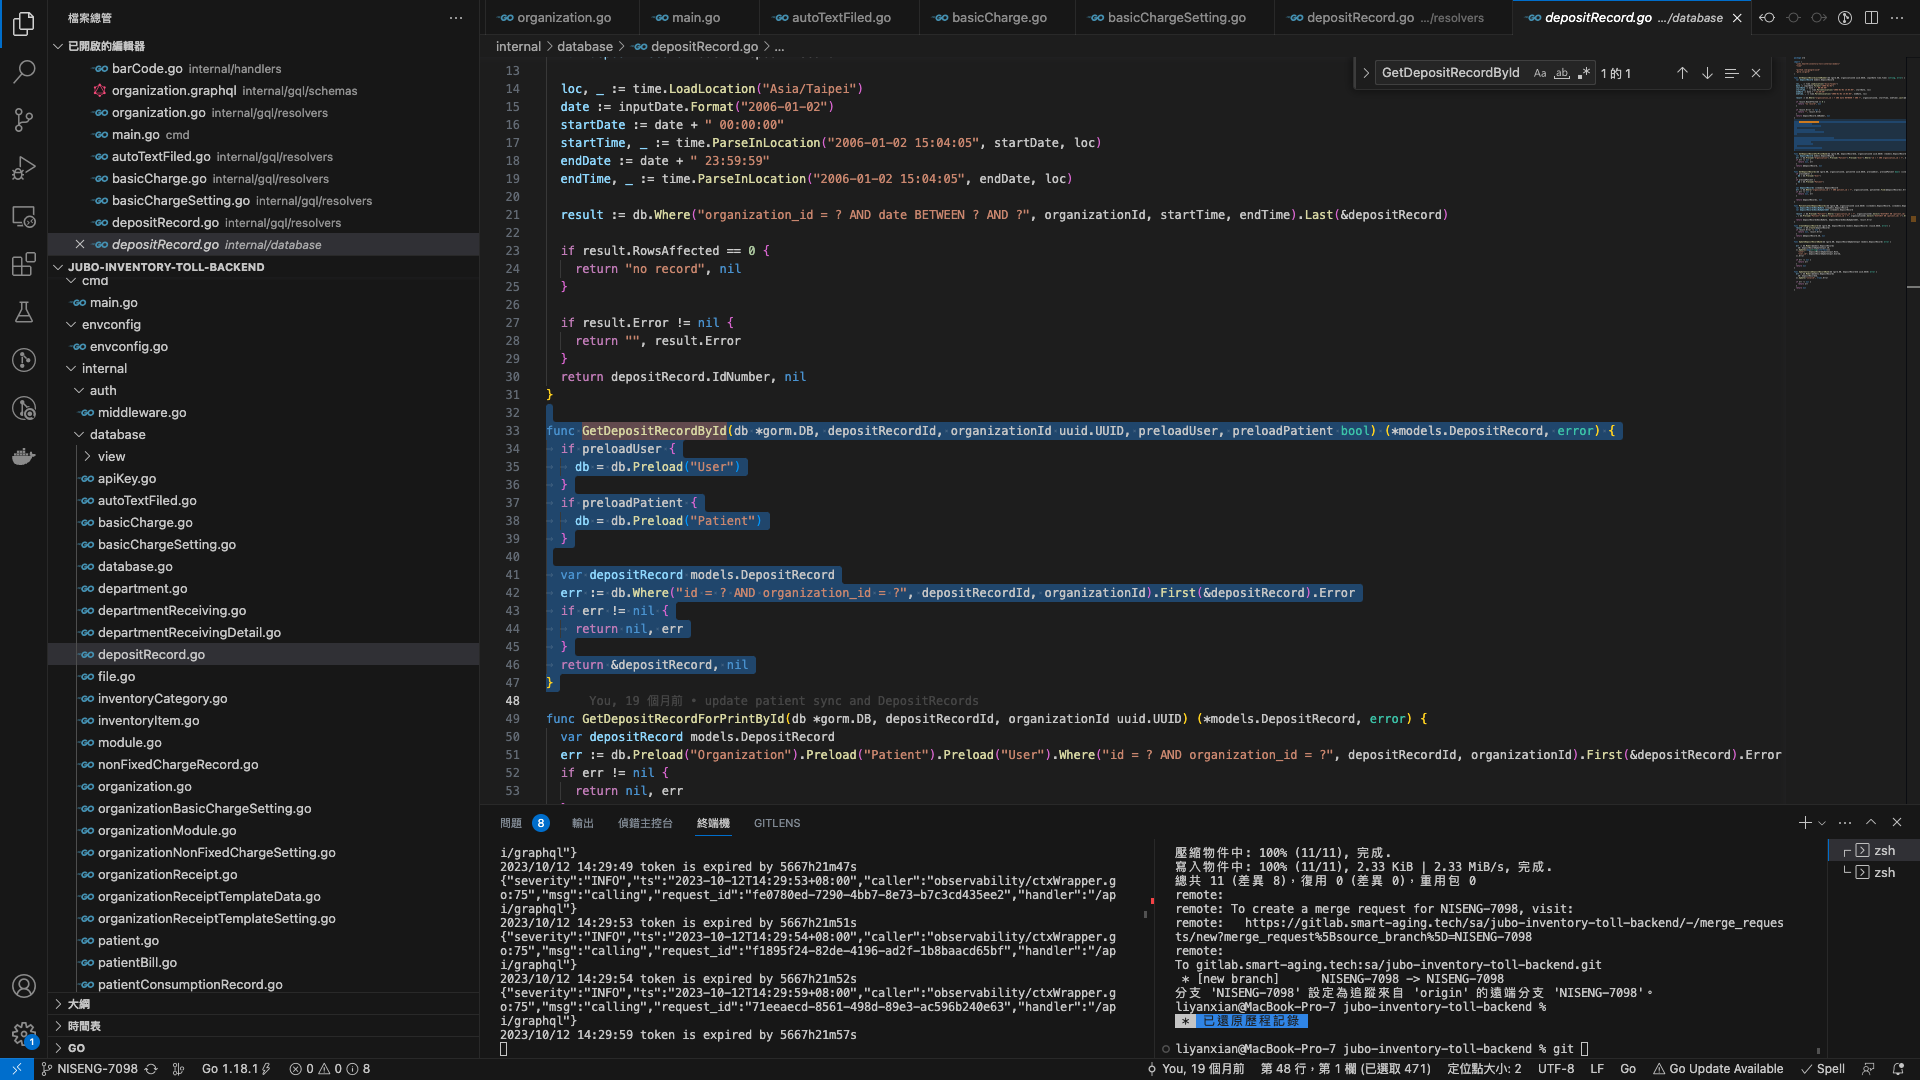 檔案總管
已開啟的編輯器
barCode.go internal/handlers
organization.graphql internal/gql/schemas
organization.go internal/gql/resolvers
main.go cmd
autoTextFiled.go internal/gql/resolvers
basicCharge.go internal/gql/resolvers
basicChargeSetting.go internal/gql/resolvers
depositRecord.go internal/gql/resolvers
depositRecord.go internal/database
JUBO-INVENTORY-TOLL-BACKEND
cmd
main.go
envconfig
envconfig.go
internal
auth
middleware.go
database
view
apiKey.go
autoTextFiled.go
basicCharge.go
basicChargeSetting.go
database.go
department.go
departmentReceiving.go
departmentReceivingDetail.go
depositRecord.go
file.go
inventoryCategory.go
inventoryItem.go
module.go
nonFixedChargeRecord.go
organization.go
organizationBasicChargeSetting.go
organizationModule.go
organizationNonFixedChargeSetting.go
organizationReceipt.go
organizationReceiptTemplateData.go
organizationReceiptTemplateSetting.go
patient.go
patientBill.go
patientConsumptionRecord.go
大綱
時間表
GO
organization.go main.go autoTextFiled.go basicCharge.go basicChargeSetting.go depositRecord.go .../resolvers depositRecord.go .../database
internal > database > depositRecord.go > ...
GetDepositRecordById Aa ab .* 1 的 1
13
14 loc, _ := time.LoadLocation("Asia/Taipei")
15 date := inputDate.Format("2006-01-02")
16 startDate := date + " 00:00:00"
17 startTime, _ := time.ParseInLocation("2006-01-02 15:04:05", startDate, loc)
18 endDate := date + " 23:59:59"
19 endTime, _ := time.ParseInLocation("2006-01-02 15:04:05", endDate, loc)
20
21 result := db.Where("organization_id = ? AND date BETWEEN ? AND ?", organizationId, startTime, endTime).Last(&depositRecord)
22
23 if result.RowsAffected == 0 {
24 return "no record", nil
25 }
26
27 if result.Error != nil {
28 return "", result.Error
29 }
30 return depositRecord.IdNumber, nil
31 }
32
33 func GetDepositRecordById(db *gorm.DB, depositRecordId, organizationId uuid.UUID, preloadUser, preloadPatient bool) (*models.DepositRecord, error) {
34 if preloadUser {
35 db = db.Preload("User")
36 }
37 if preloadPatient {
38 db = db.Preload("Patient")
39 }
40
41 var depositRecord models.DepositRecord
42 err := db.Where("id = ? AND organization_id = ?", depositRecordId, organizationId).First(&depositRecord).Error
43 if err != nil {
44 return nil, err
45 }
46 return &depositRecord, nil
47 }
48 You, 19 個月前 • update patient sync and DepositRecords
49 func GetDepositRecordForPrintById(db *gorm.DB, depositRecordId, organizationId uuid.UUID) (*models.DepositRecord, error) {
50 var depositRecord models.DepositRecord
51 err := db.Preload("Organization").Preload("Patient").Preload("User").Where("id = ? AND organization_id = ?", depositRecordId, organizationId).First(&depositRecord).Error
52 if err != nil {
53 return nil, err
問題 8 輸出 偵錯主控台 終端機 GITLENS
i/graphql"}
2023/10/12 14:29:49 token is expired by 5667h21m47s
{"severity":"INFO","ts":"2023-10-12T14:29:53+08:00","caller":"observability/ctxWrapper.g
o:75","msg":"calling","request_id":"fe0780ed-7290-4bb7-8e73-b7c3cd435ee2","handler":"/ap
i/graphql"}
2023/10/12 14:29:53 token is expired by 5667h21m51s
{"severity":"INFO","ts":"2023-10-12T14:29:54+08:00","caller":"observability/ctxWrapper.g
o:75","msg":"calling","request_id":"f1895f24-82de-4196-ad2f-1b8baacd65bf","handler":"/ap
i/graphql"}
2023/10/12 14:29:54 token is expired by 5667h21m52s
{"severity":"INFO","ts":"2023-10-12T14:29:59+08:00","caller":"observability/ctxWrapper.g
o:75","msg":"calling","request_id":"71eeaecd-8561-498d-89e3-ac596b240e63","handler":"/ap
i/graphql"}
2023/10/12 14:29:59 token is expired by 5667h21m57s
壓縮物件中: 100% (11/11), 完成.
寫入物件中: 100% (11/11), 2.33 KiB | 2.33 MiB/s, 完成.
總共 11 (差異 8)，復用 0 (差異 0)，重用包 0
remote:
remote: To create a merge request for NISENG-7098, visit:
remote: https://gitlab.smart-aging.tech/sa/jubo-inventory-toll-backend/-/merge_reques
ts/new?merge_request%5Bsource_branch%5D=NISENG-7098
remote:
To gitlab.smart-aging.tech:sa/jubo-inventory-toll-backend.git
* [new branch] NISENG-7098 -> NISENG-7098
分支 'NISENG-7098' 設定為追蹤來自 'origin' 的遠端分支 'NISENG-7098'。
liyanxian@MacBook-Pro-7 jubo-inventory-toll-backend %
* 已還原歷程記錄
liyanxian@MacBook-Pro-7 jubo-inventory-toll-backend % git
zsh
zsh
1
NISENG-7098 Go 1.18.1 0 0 8 You, 19 個月前 第 48 行，第 1 欄 (已選取 471) 定位點大小: 2 UTF-8 LF Go Go Update Available Spell